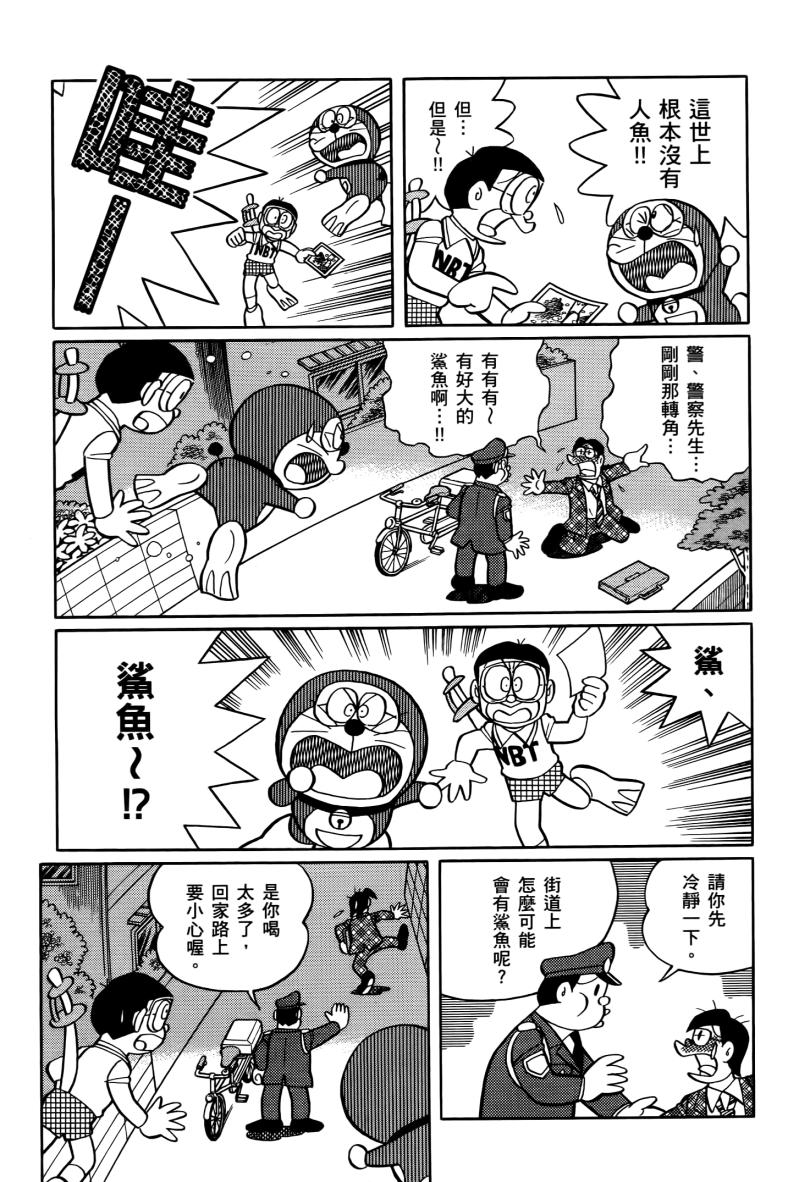 這世上
根本沒有
人魚!!
但…
但是~!!
NBT
哇—
NBT
警、警察先生…
剛剛那轉角…
有有有~
有好大的
鯊魚啊…!!
鯊、
鯊魚~!?
NBT
請你先
冷靜一下。
街道上
怎麼可能
會有鯊魚呢?
是你喝
太多了,
回家路上
要小心喔。